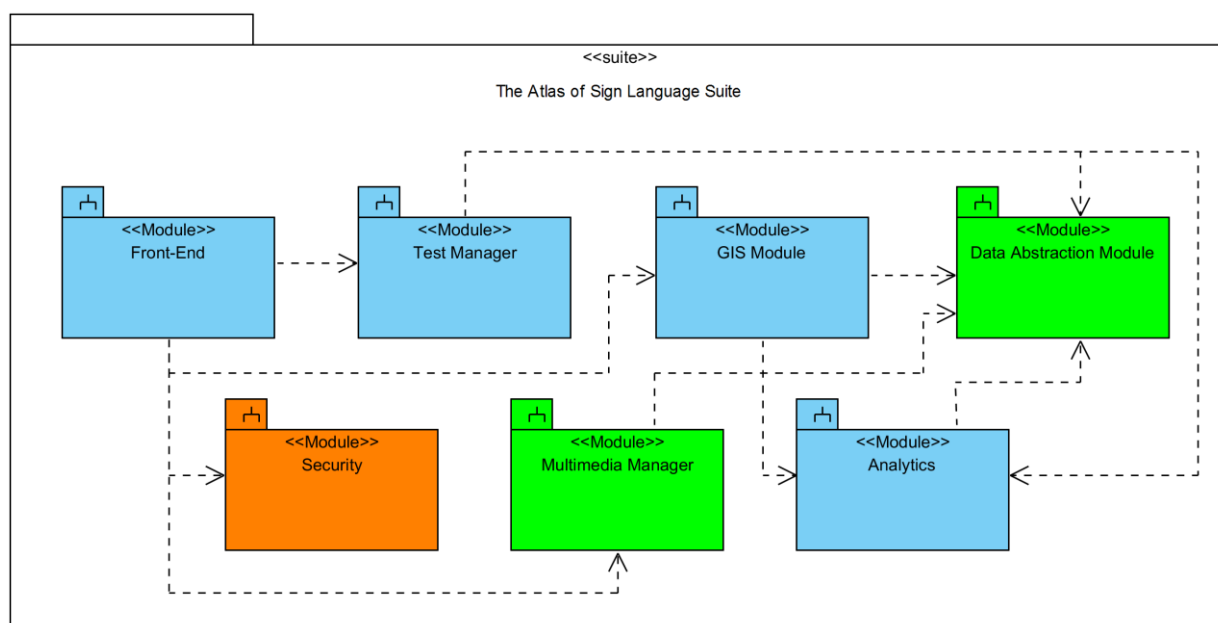 <<suite>>
The Atlas of Sign Language Suite
<<Module>>
Front-End
<<Module>>
Test Manager
<<Module>>
GIS Module
<<Module>>
Data Abstraction Module
<<Module>>
Security
<<Module>>
Multimedia Manager
<<Module>>
Analytics